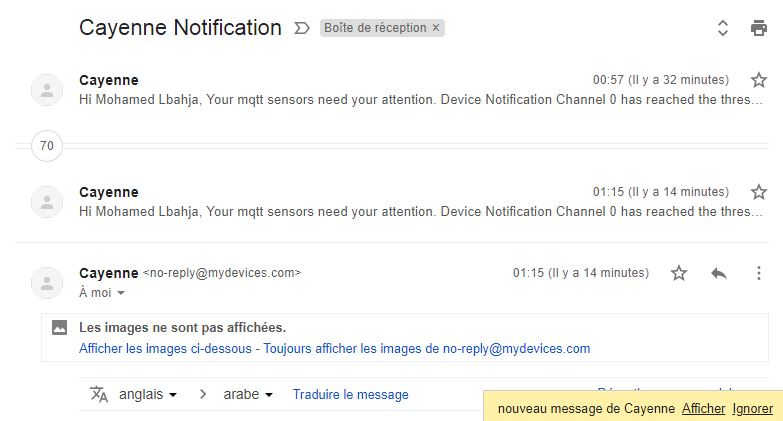 Cayenne Notification
Boîte de réception ×
Cayenne 00:57 (Il y a 32 minutes)
Hi Mohamed Lbahja, Your mqtt sensors need your attention. Device Notification Channel 0 has reached the thres…
70
Cayenne 01:15 (Il y a 14 minutes)
Hi Mohamed Lbahja, Your mqtt sensors need your attention. Device Notification Channel 0 has reached the thres…
Cayenne <no-reply@mydevices.com> 01:15 (Il y a 14 minutes)
À moi
Les images ne sont pas affichées.
Afficher les images ci-dessous - Toujours afficher les images de no-reply@mydevices.com
anglais > arabe Traduire le message
nouveau message de Cayenne Afficher Ignorer